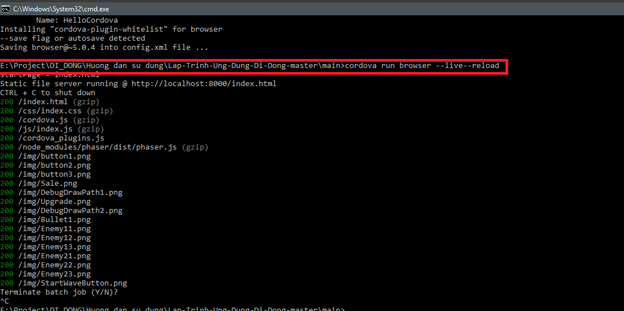 C:\Windows\System32\cmd.exe
Name: HelloCordova
Installing "cordova-plugin-whitelist" for browser
--save flag or autosave detected
Saving browser@~5.0.4 into config.xml file ...
E:\Project\DI_DONG\Huong dan su dung\Lap-Trinh-Ung-Dung-Di-Dong-master\main>cordova run browser --live--reload
startPage = index.html
Static file server running @ http://localhost:8000/index.html
CTRL + C to shut down
200 /index.html (gzip)
200 /css/index.css (gzip)
200 /cordova.js (gzip)
200 /js/index.js (gzip)
200 /cordova_plugins.js
200 /node_modules/phaser/dist/phaser.js (gzip)
200 /img/button1.png
200 /img/button2.png
200 /img/button3.png
200 /img/Sale.png
200 /img/DebugDrawPath1.png
200 /img/Upgrade.png
200 /img/DebugDrawPath2.png
200 /img/Bullet1.png
200 /img/Enemy11.png
200 /img/Enemy12.png
200 /img/Enemy13.png
200 /img/Enemy21.png
200 /img/Enemy22.png
200 /img/Enemy23.png
200 /img/StartWaveButton.png
Terminate batch job (Y/N)?
^C
E:\Project\DI_DONG\Huong dan su dung\Lap-Trinh-Ung-Dung-Di-Dong-master\main>